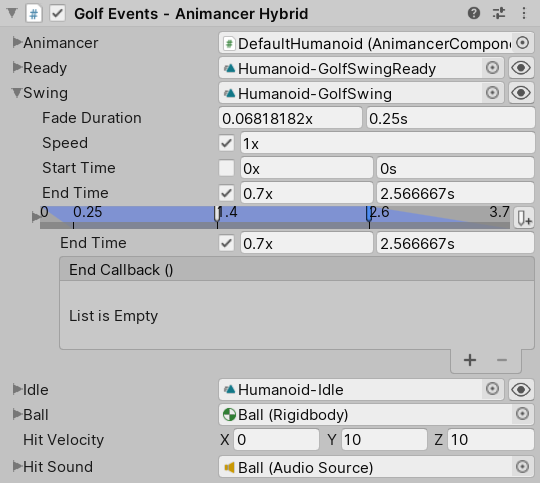 Golf Events - Animancer Hybrid
Animancer DefaultHumanoid (AnimancerCompon
Ready Humanoid-GolfSwingReady
Swing Humanoid-GolfSwing
Fade Duration 0.06818182x 0.25s
Speed 1x
Start Time 0x 0s
End Time 0.7x 2.566667s
0 0.25 1.4 2.6 3.7
End Time 0.7x 2.566667s
End Callback ()
List is Empty
Idle Humanoid-Idle
Ball Ball (Rigidbody)
Hit Velocity X 0 Y 10 Z 10
Hit Sound Ball (Audio Source)